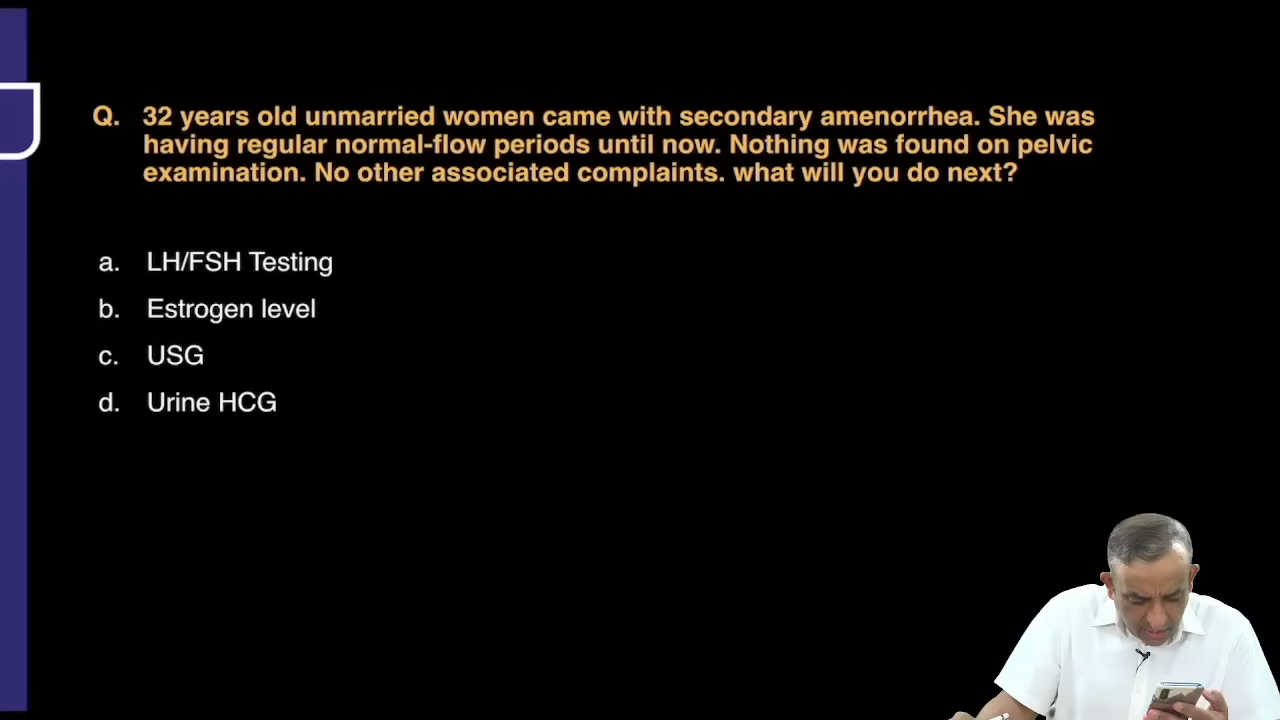 Q. 32 years old unmarried women came with secondary amenorrhea. She was
having regular normal-flow periods until now. Nothing was found on pelvic
examination. No other associated complaints. what will you do next?
a. LH/FSH Testing
b. Estrogen level
c. USG
d. Urine HCG